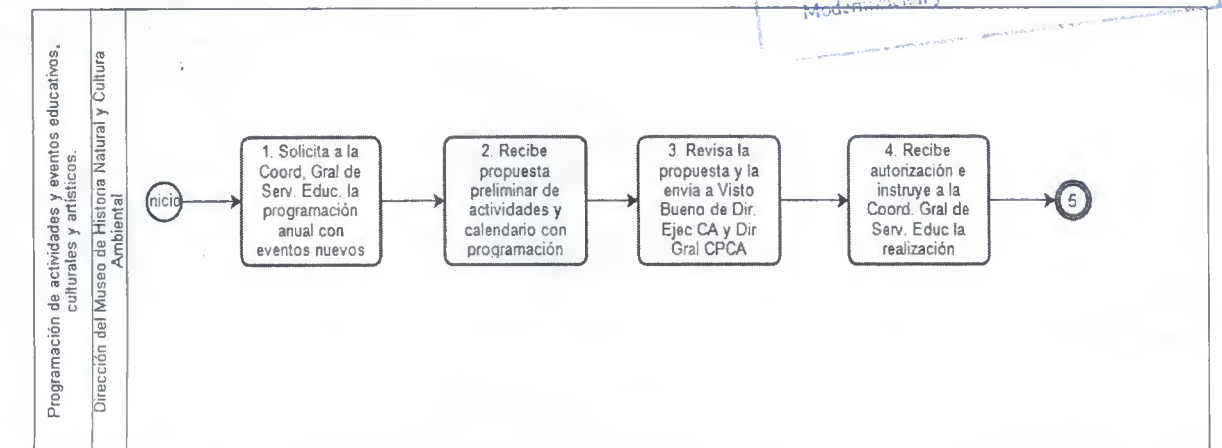 Programación de actividades y eventos educativos,
culturales y artísticos.
Dirección del Museo de Historia Natural y Cultura
Ambiental
nicio
1. Solicita a la
Coord, Gral de
Serv. Educ. la
programación
anual con
eventos nuevos
2. Recibe
propuesta
preliminar de
actividades y
calendario con
programación
3. Revisa la
propuesta y la
envia a Visto
Bueno de Dir.
Ejec CA y Dir
Gral CPCA
4. Recibe
autorización e
instruye a la
Coord. Gral de
Serv. Educ la
realización
5